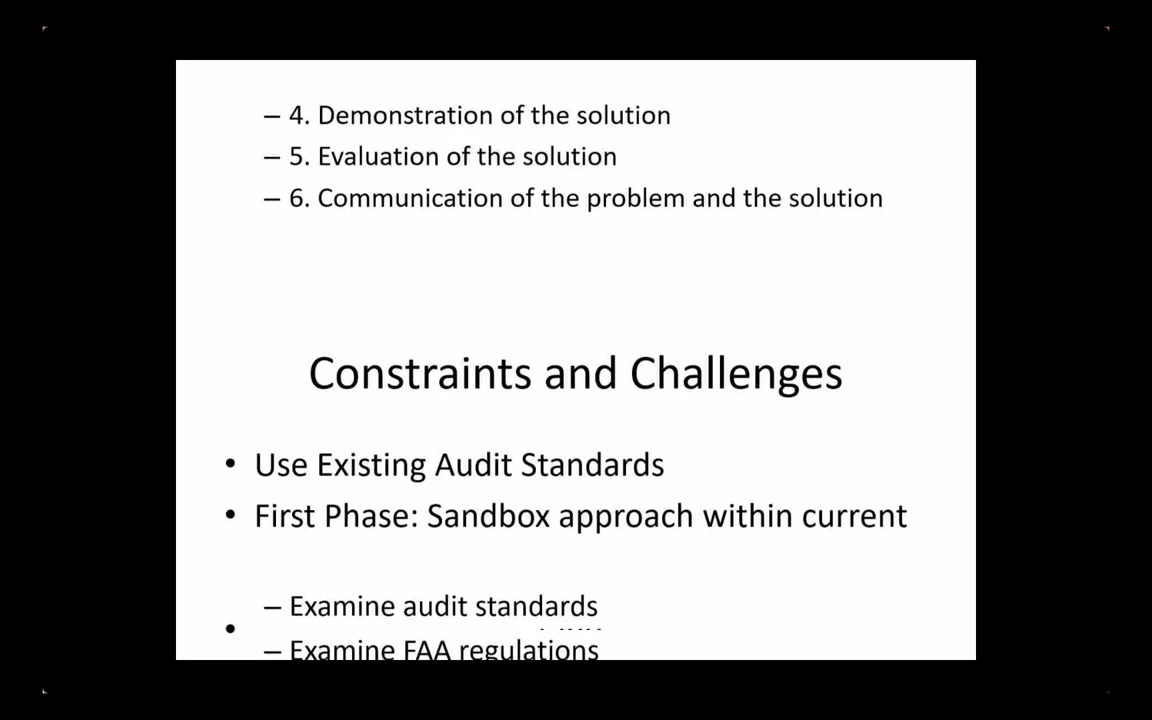 – 4. Demonstration of the solution
– 5. Evaluation of the solution
– 6. Communication of the problem and the solution
Constraints and Challenges
• Use Existing Audit Standards
• First Phase: Sandbox approach within current
– Examine audit standards
•
– Examine FAA regulations